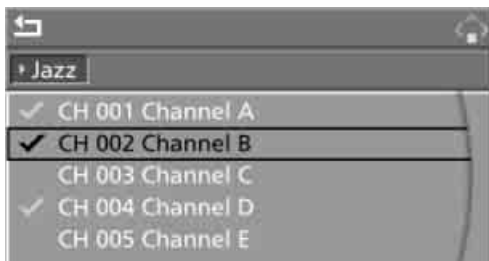 Jazz
CH 001 Channel A
CH 002 Channel B
CH 003 Channel C
CH 004 Channel D
CH 005 Channel E